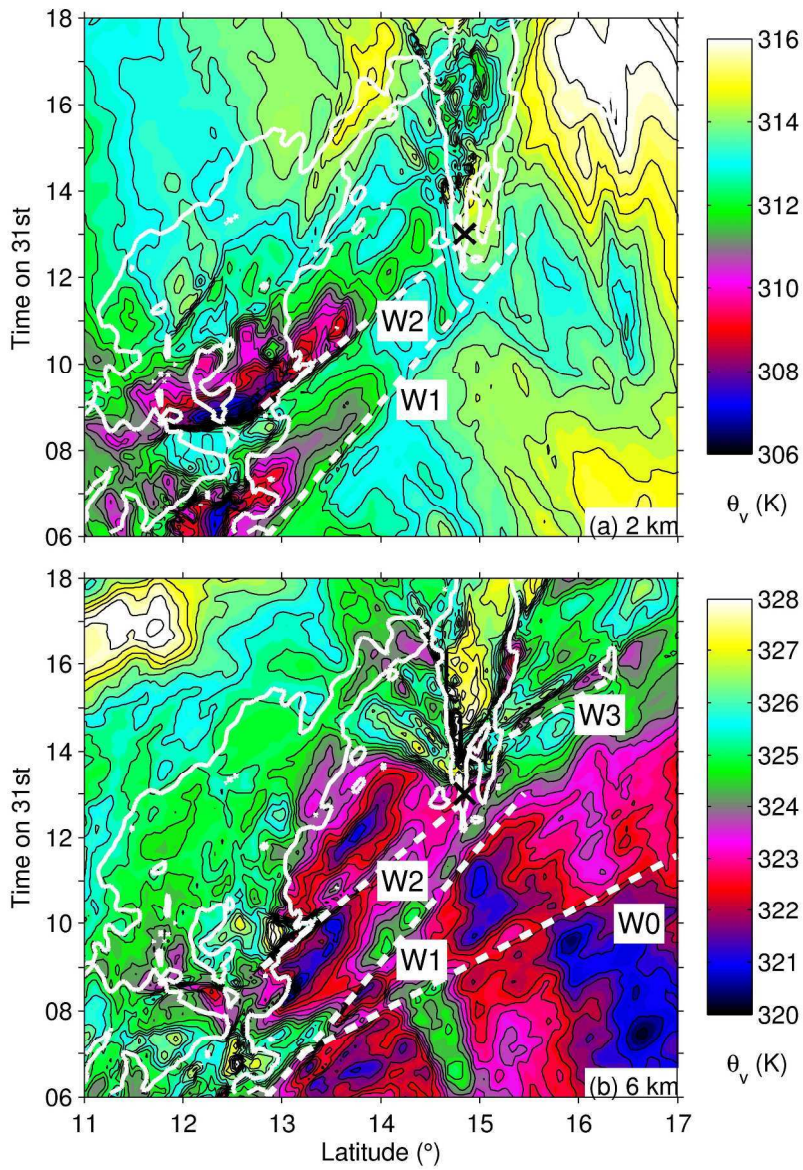 18
16
14
12
10
08
06
Time on 31st
W2
W1
(a) 2 km
316
314
312
310
308
306
θv (K)
18
16
14
12
10
08
06
Time on 31st
11 12 13 14 15 16 17
Latitude (°)
W3
W2
W0
W1
(b) 6 km
328
327
326
325
324
323
322
321
320
θv (K)